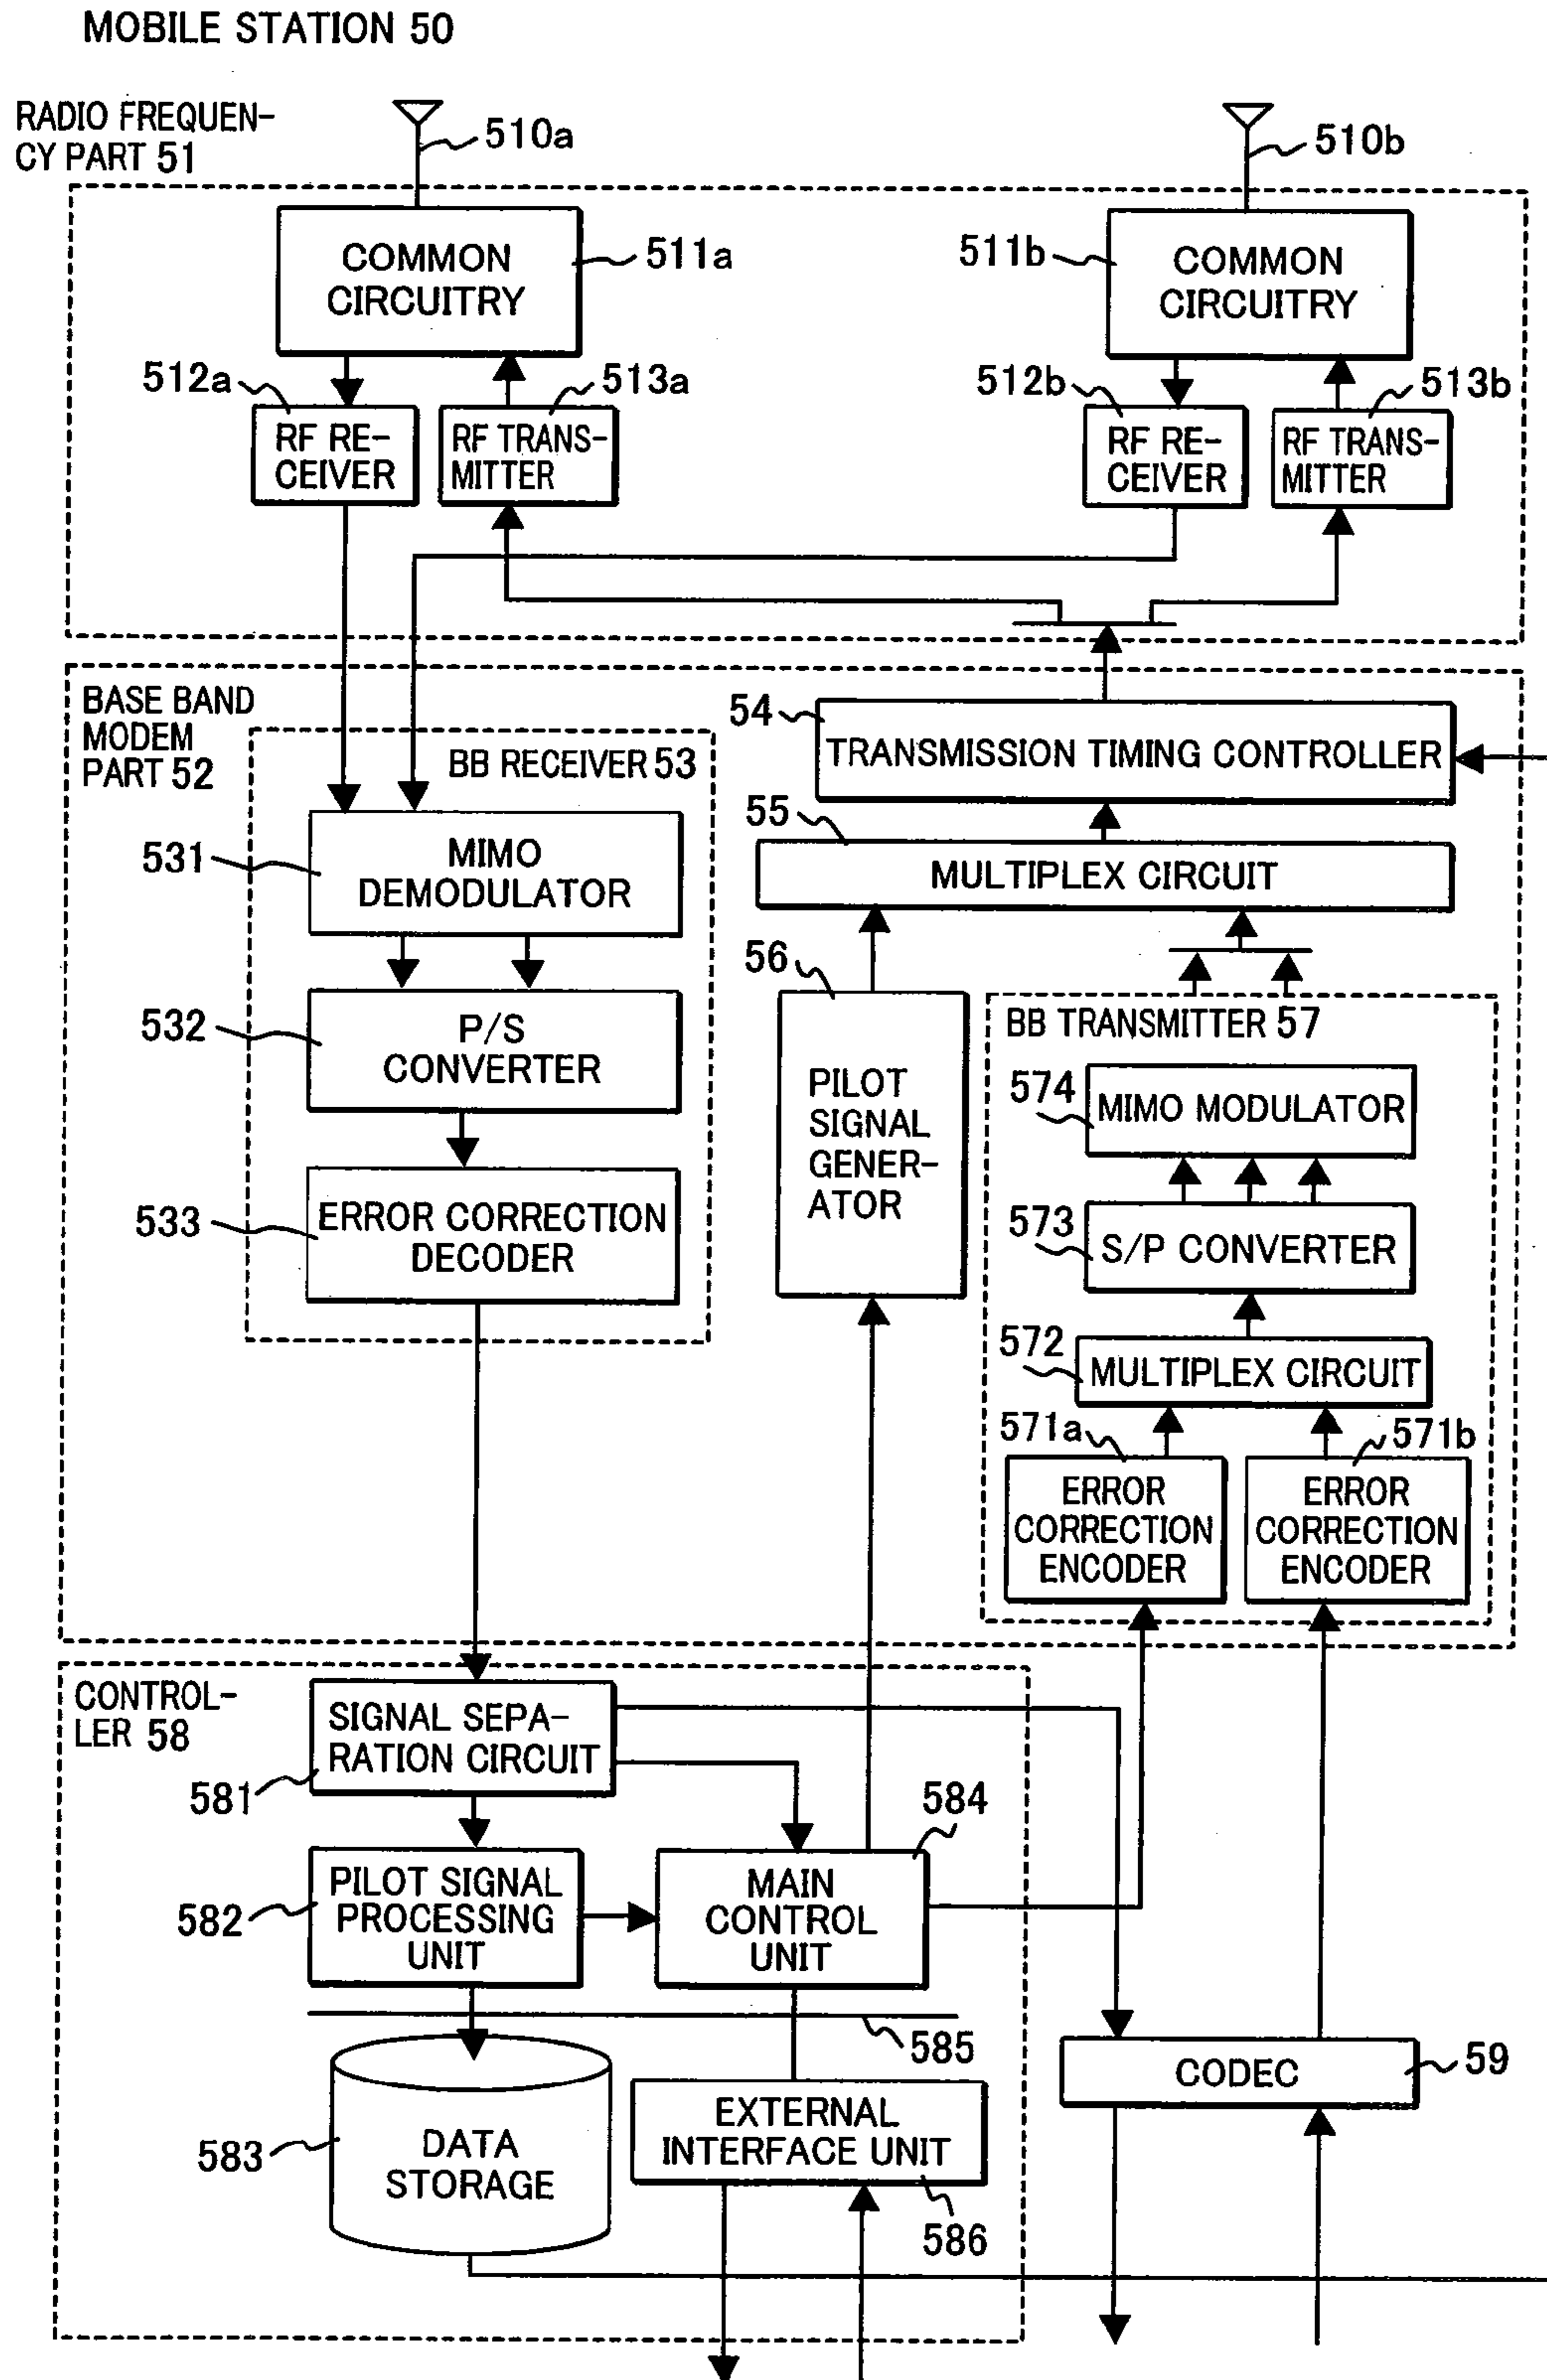 MOBILE STATION 50
RADIO FREQUEN-
CY PART 51
510a
510b
COMMON
CIRCUITRY
511a
511b
COMMON
CIRCUITRY
512a
513a
512b
513b
RF RE-
CEIVER
RF TRANS-
MITTER
RF RE-
CEIVER
RF TRANS-
MITTER
BASE BAND
MODEM
PART 52
BB RECEIVER 53
54
TRANSMISSION TIMING CONTROLLER
55
MULTIPLEX CIRCUIT
531
MIMO
DEMODULATOR
56
532
P/S
CONVERTER
PILOT
SIGNAL
GENER-
ATOR
BB TRANSMITTER 57
574
MIMO MODULATOR
533
ERROR CORRECTION
DECODER
573
S/P CONVERTER
572
MULTIPLEX CIRCUIT
571a
571b
ERROR
CORRECTION
ENCODER
ERROR
CORRECTION
ENCODER
CONTROL-
LER 58
SIGNAL SEPA-
RATION CIRCUIT
581
584
PILOT SIGNAL
PROCESSING
UNIT
582
MAIN
CONTROL
UNIT
585
CODEC
59
583
DATA
STORAGE
EXTERNAL
INTERFACE UNIT
586